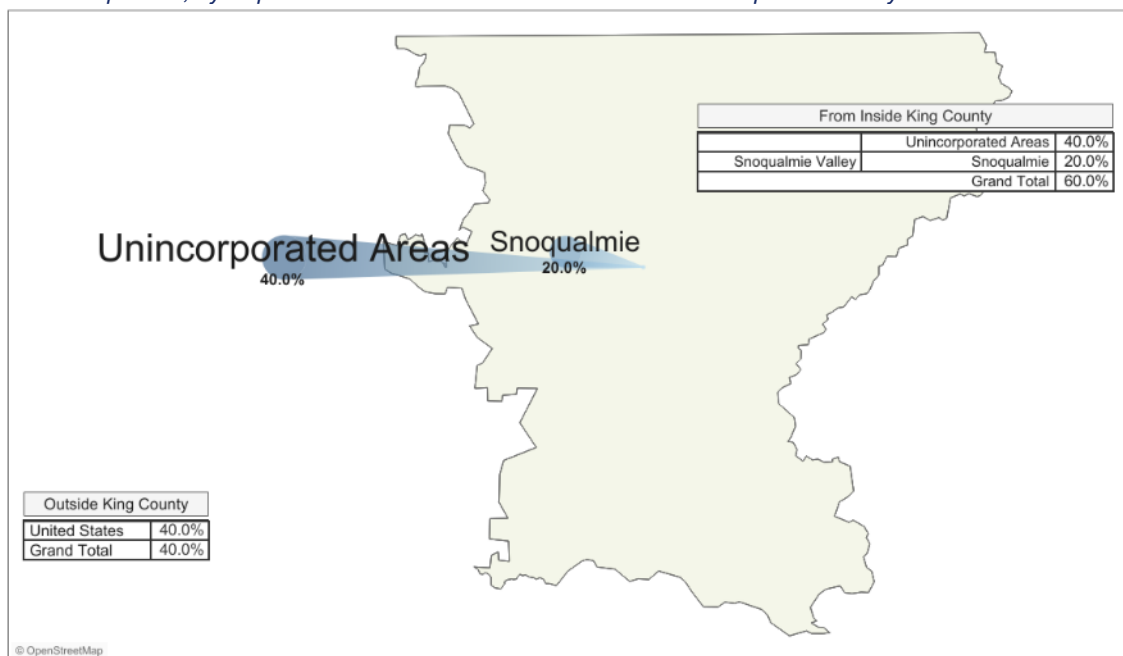 From Inside King County
Unincorporated Areas 40.0%
Snoqualmie Valley Snoqualmie 20.0%
Grand Total 60.0%
Unincorporated Areas
40.0%
Snoqualmie
20.0%
Outside King County
United States 40.0%
Grand Total 40.0%
© OpenStreetMap